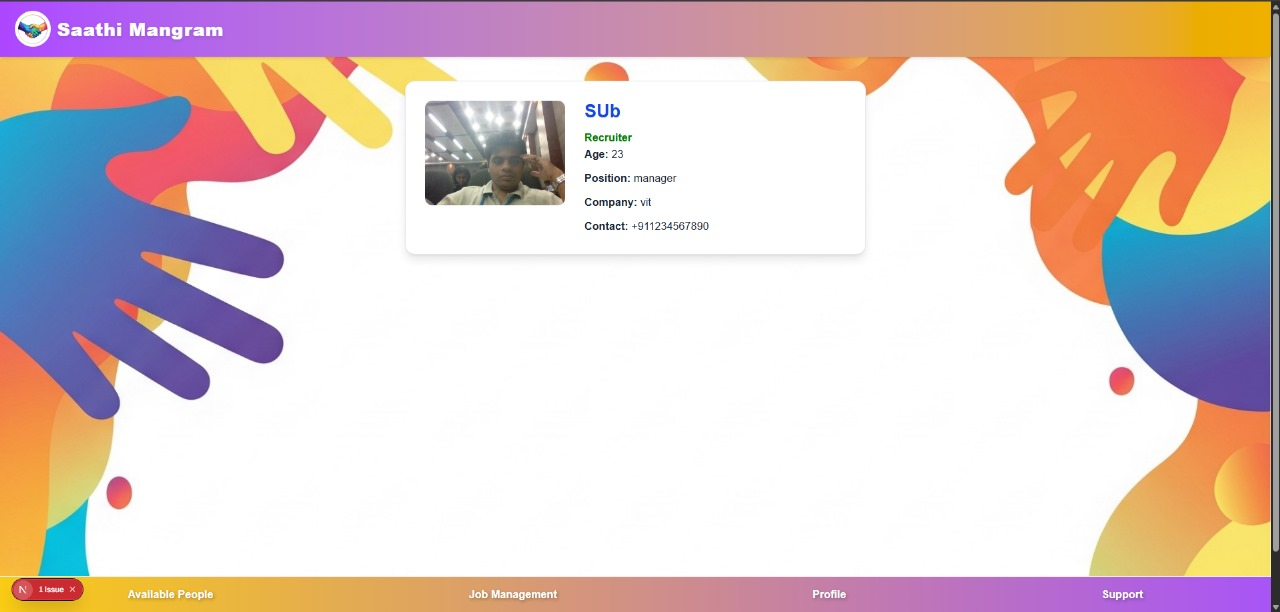 Saathi Mangram
SUb
Recruiter
Age: 23
Position: manager
Company: vit
Contact: +911234567890
N 1 Issue ×
Available People
Job Management
Profile
Support